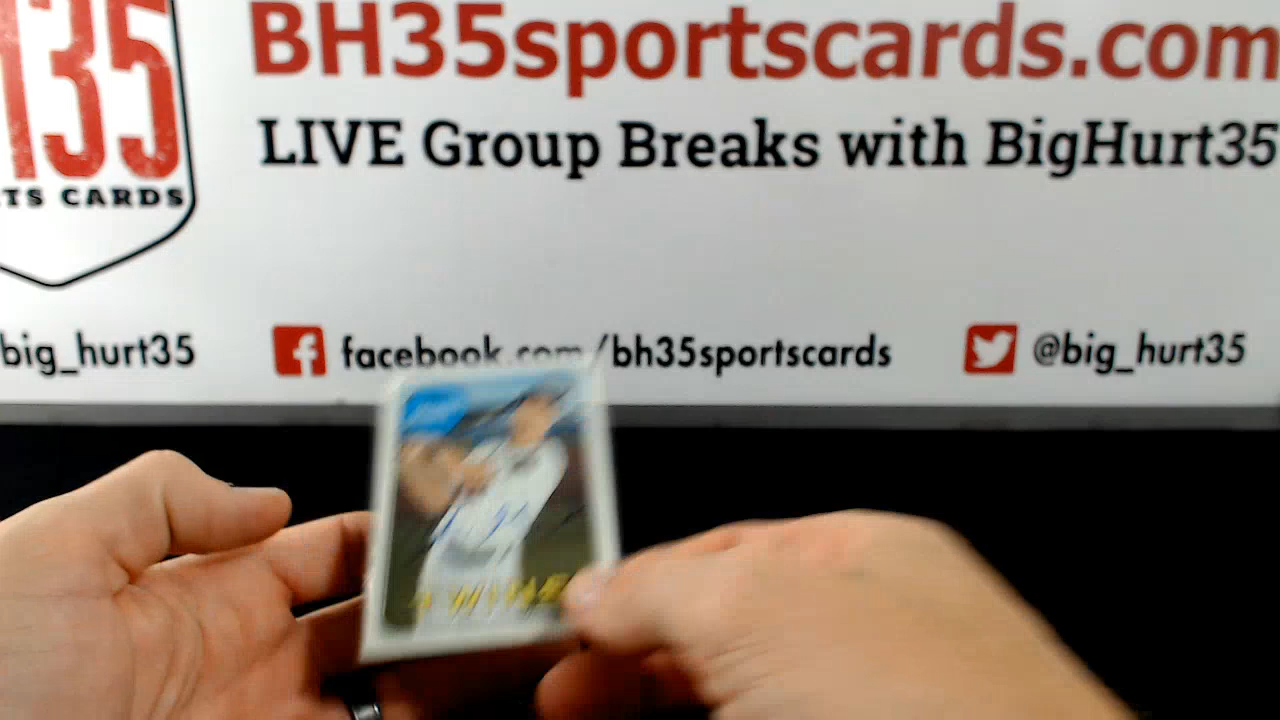 135
TS CARDS
BH35sportscards.com
LIVE Group Breaks with BigHurt35
big_hurt35
facebook.com/bh35sportscards
@big_hurt35